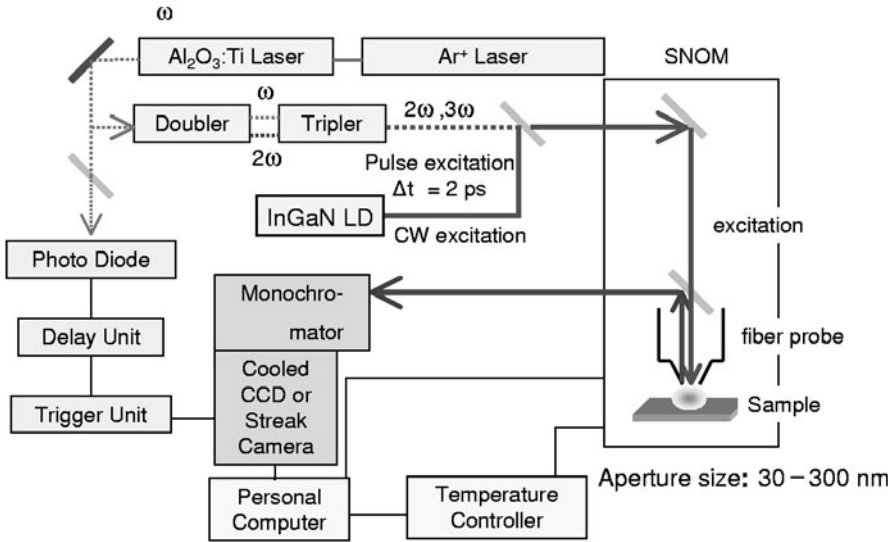 ω
Al₂O₃:Ti Laser
Ar⁺ Laser
SNOM
Doubler
ω
2ω
Tripler
2ω ,3ω
Pulse excitation
Δt = 2 ps
InGaN LD
CW excitation
excitation
Photo Diode
Monochro-
mator
Delay Unit
fiber probe
Cooled
CCD or
Streak
Camera
Trigger Unit
Sample
Aperture size: 30 – 300 nm
Personal
Computer
Temperature
Controller